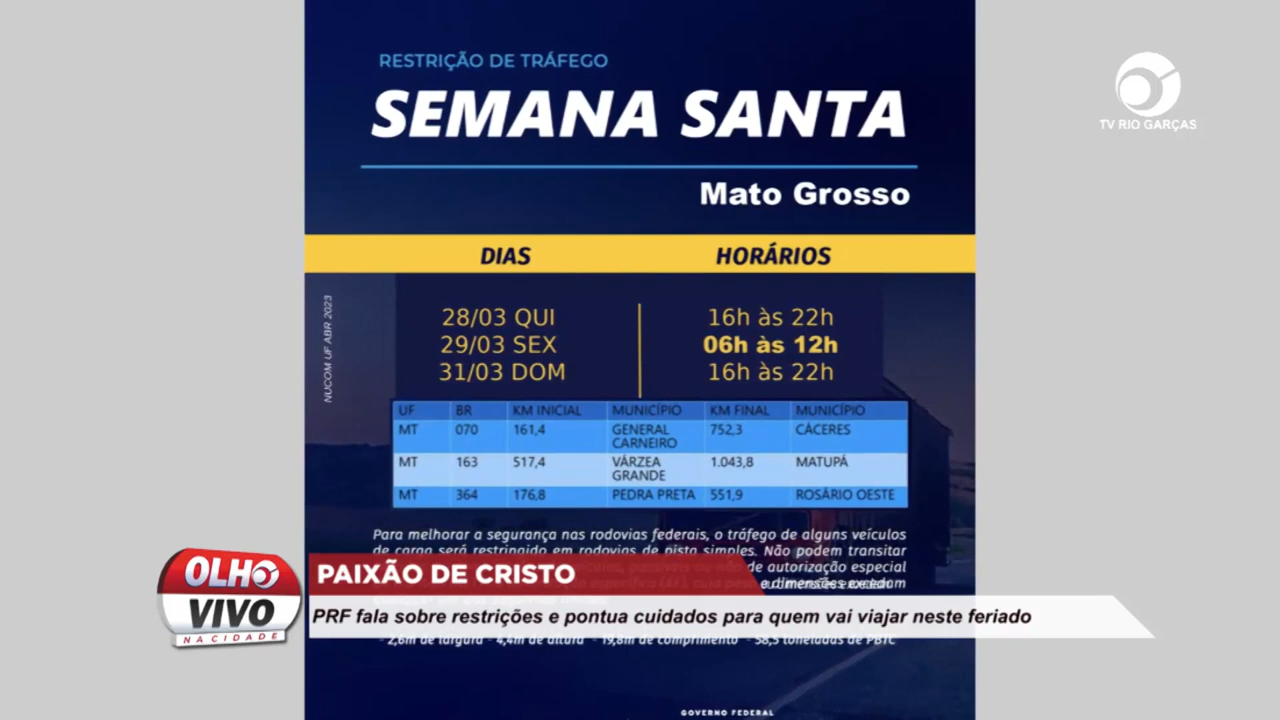 RESTRIÇÃO DE TRÁFEGO
SEMANA SANTA
TV RIO GARÇAS
Mato Grosso
DIAS HORÁRIOS
NUCOM UF ABR 2023
28/03 QUI 16h às 22h
29/03 SEX 06h às 12h
31/03 DOM 16h às 22h
UF BR KM INICIAL MUNICÍPIO KM FINAL MUNICÍPIO
MT 070 161,4 GENERAL CARNEIRO 752,3 CÁCERES
MT 163 517,4 VÁRZEA GRANDE 1.043,8 MATUPÁ
MT 364 176,8 PEDRA PRETA 551,9 ROSÁRIO OESTE
Para melhorar a segurança nas rodovias federais, o tráfego de alguns veículos
de carga será restringido em rodovias de pista simples. Não podem transitar
de autorização especial
e dimensões excedam
OLHO VIVO
NA CIDADE
PAIXÃO DE CRISTO
PRF fala sobre restrições e pontua cuidados para quem vai viajar neste feriado
- 2,6m de largura - 4,4m de altura - 19,8m de comprimento - 58,5 toneladas de PBTC
GOVERNO FEDERAL